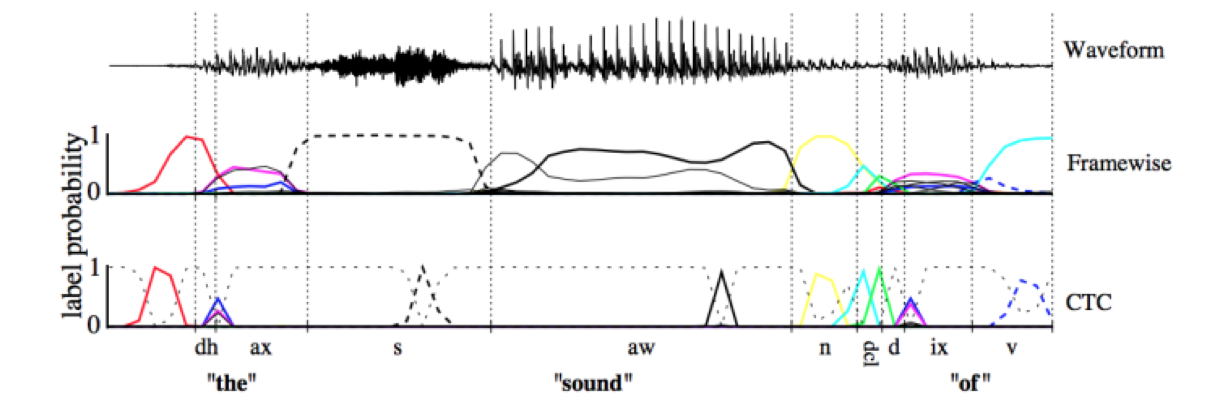 Waveform
label probability
1
Framewise
0
1
CTC
0
dh ax s aw n dcl d ix v
"the" "sound" "of"